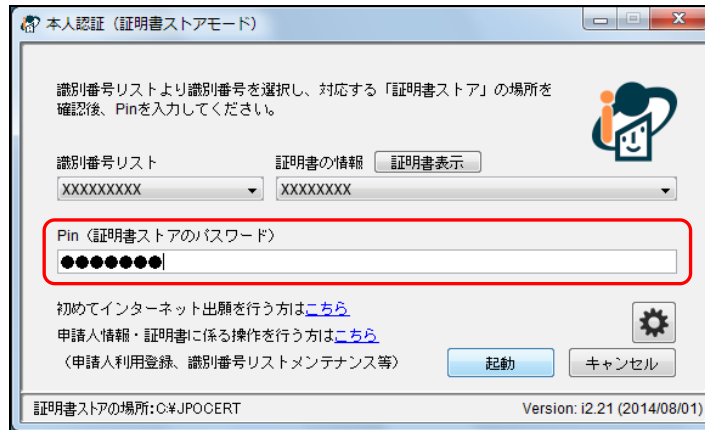 本人認証（証明書ストアモード）
識別番号リストより識別番号を選択し、対応する「証明書ストア」の場所を
確認後、Pinを入力してください。
識別番号リスト 証明書の情報 証明書表示
XXXXXXXXX XXXXXXXX
Pin（証明書ストアのパスワード）
●●●●●●●
初めてインターネット出願を行う方はこちら
申請人情報・証明書に係る操作を行う方はこちら
（申請人利用登録、識別番号リストメンテナンス等） 起動 キャンセル
証明書ストアの場所:C:¥JPOCERT Version: i2.21 (2014/08/01)